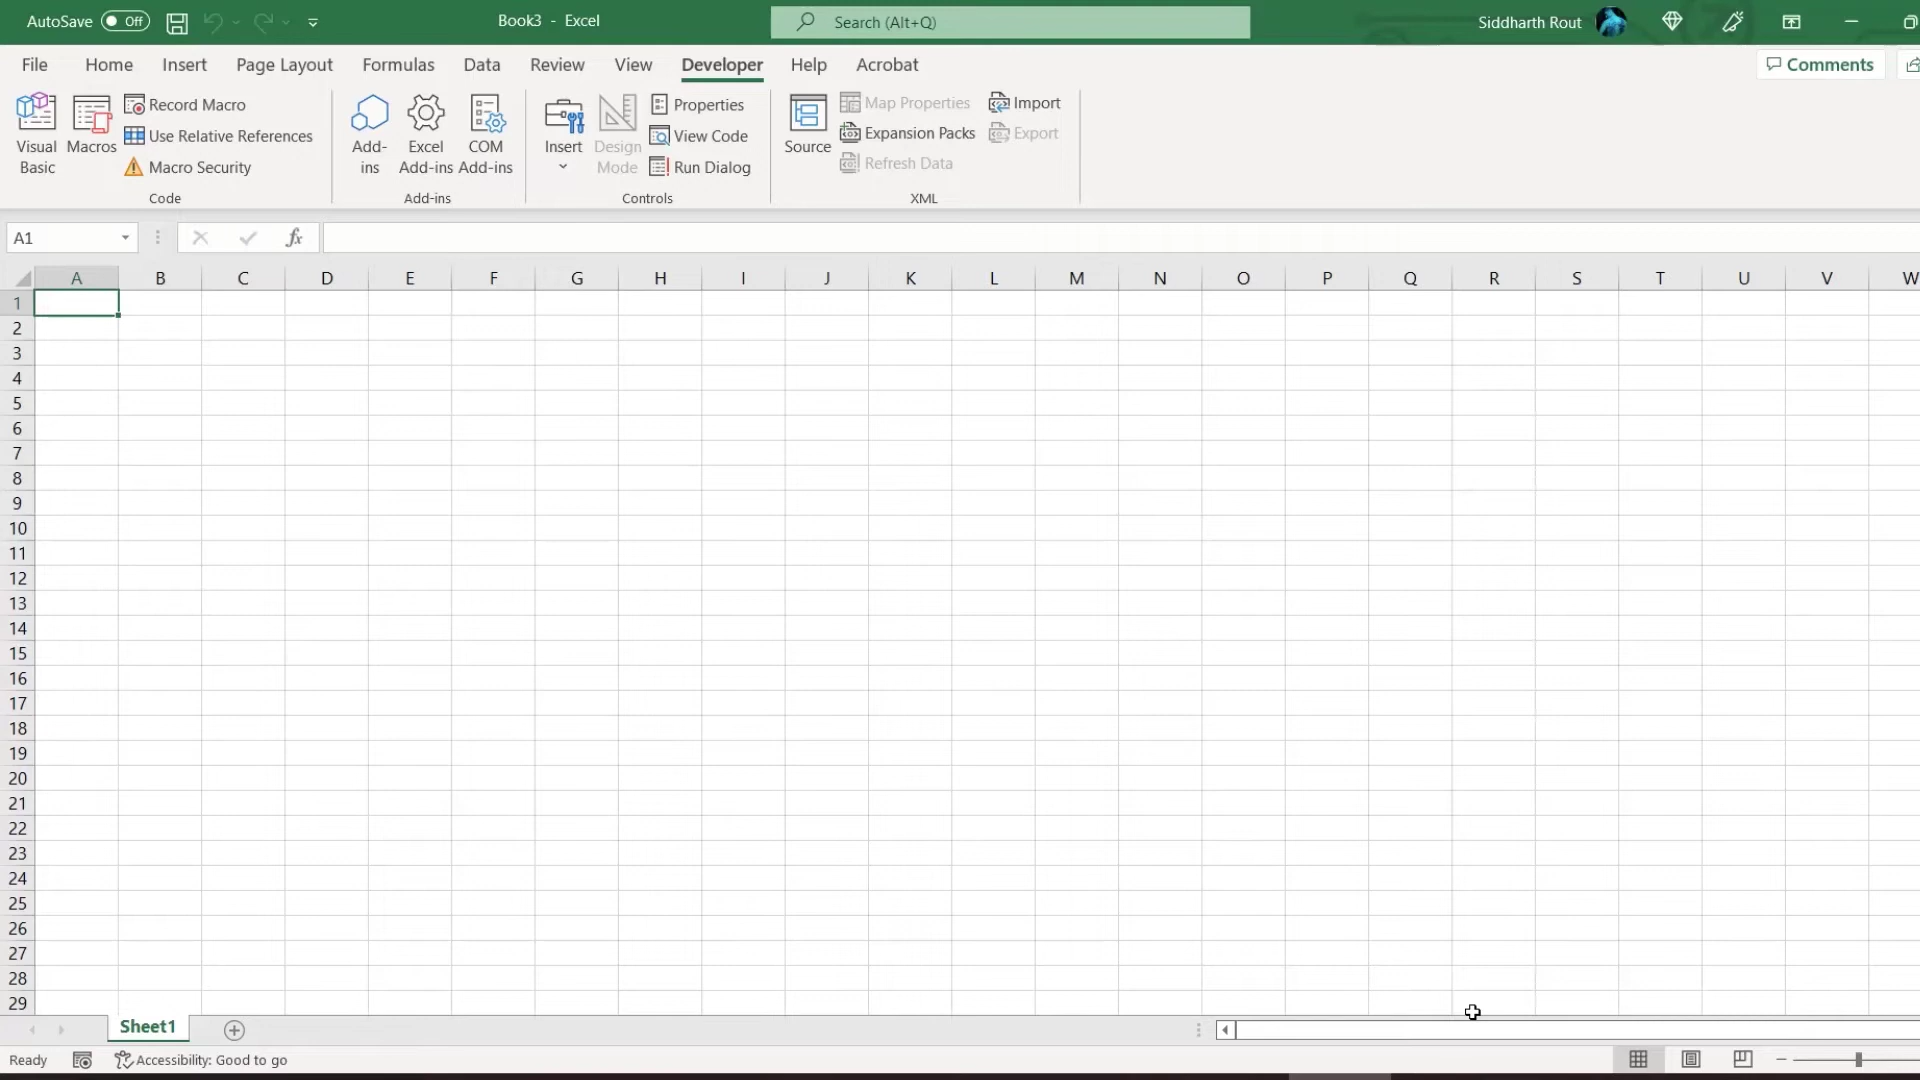 AutoSave Off Book3 - Excel Search (Alt+Q) Siddharth Rout
File Home Insert Page Layout Formulas Data Review View Developer Help Acrobat Comments
Visual Basic
Macros
Record Macro
Use Relative References
Macro Security
Code
Add-ins
Excel Add-ins
COM Add-ins
Add-ins
Insert
Design Mode
Properties
View Code
Run Dialog
Controls
Source
Map Properties
Expansion Packs
Refresh Data
Import
Export
XML
A1 fx
A B C D E F G H I J K L M N O P Q R S T U V W
1
2
3
4
5
6
7
8
9
10
11
12
13
14
15
16
17
18
19
20
21
22
23
24
25
26
27
28
29
Sheet1
Ready Accessibility: Good to go